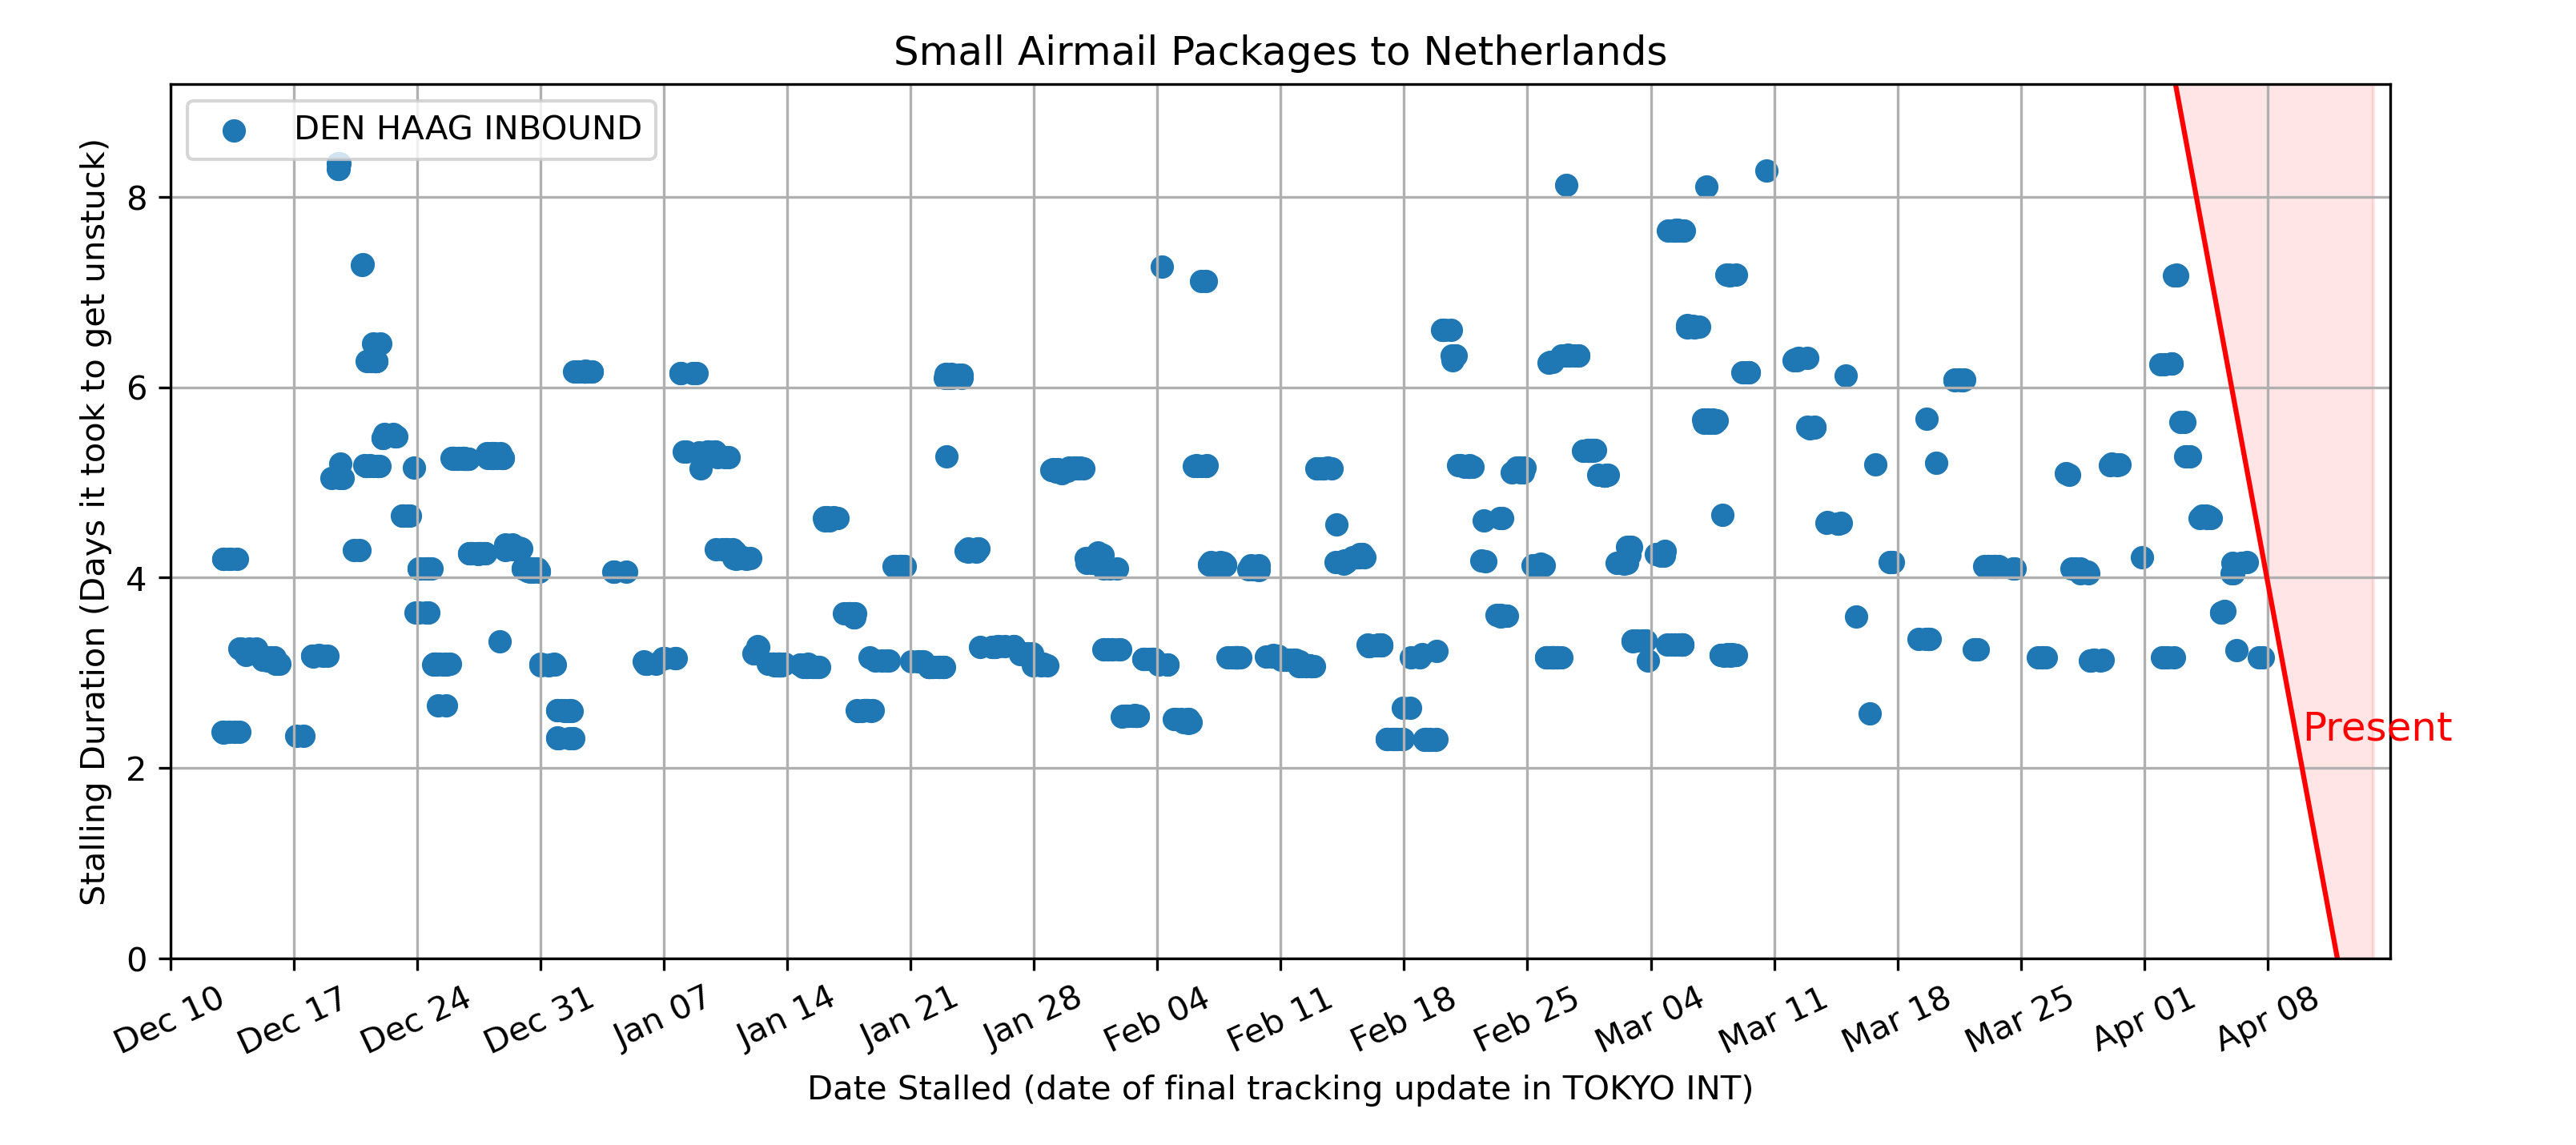 Small Airmail Packages to Netherlands
DEN HAAG INBOUND
Stalling Duration (Days it took to get unstuck)
8
6
4
2
0
Present
Dec 10
Dec 17
Dec 24
Dec 31
Jan 07
Jan 14
Jan 21
Jan 28
Feb 04
Feb 11
Feb 18
Feb 25
Mar 04
Mar 11
Mar 18
Mar 25
Apr 01
Apr 08
Date Stalled (date of final tracking update in TOKYO INT)